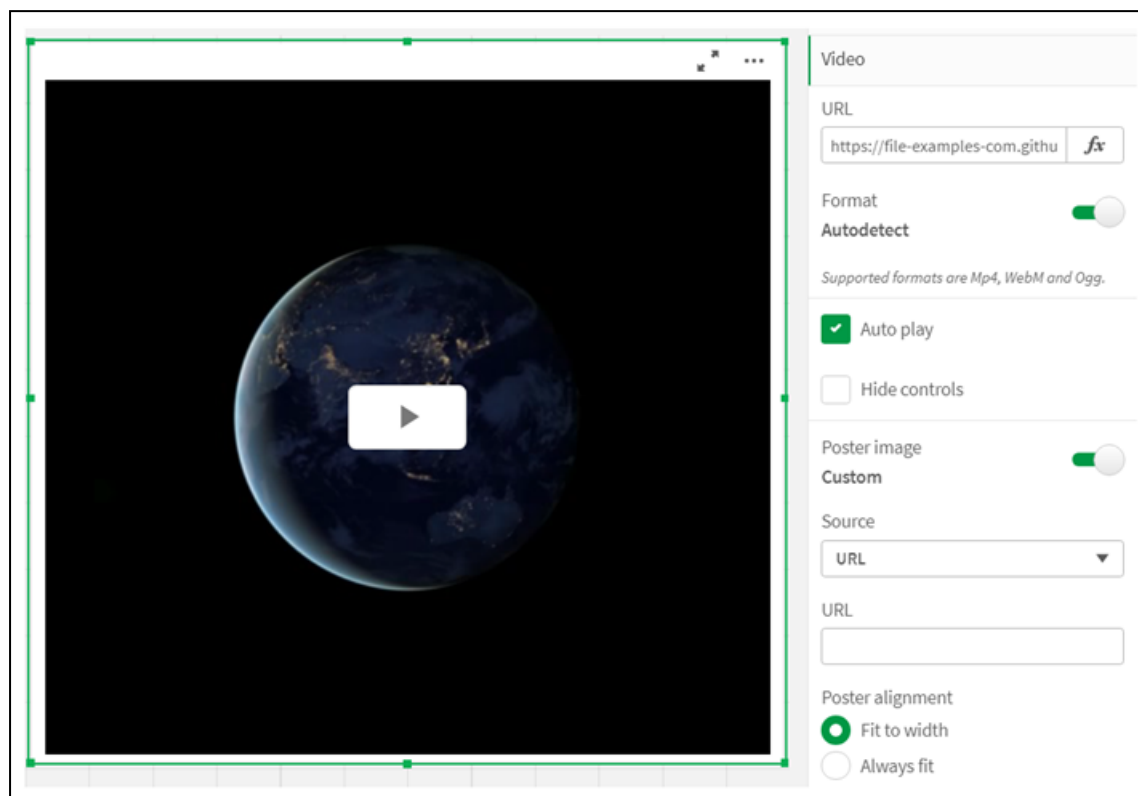 Video
URL
https://file-examples-com.githu
fx
Format
Autodetect
Supported formats are Mp4, WebM and Ogg.
Auto play
Hide controls
Poster image
Custom
Source
URL
URL
Poster alignment
Fit to width
Always fit